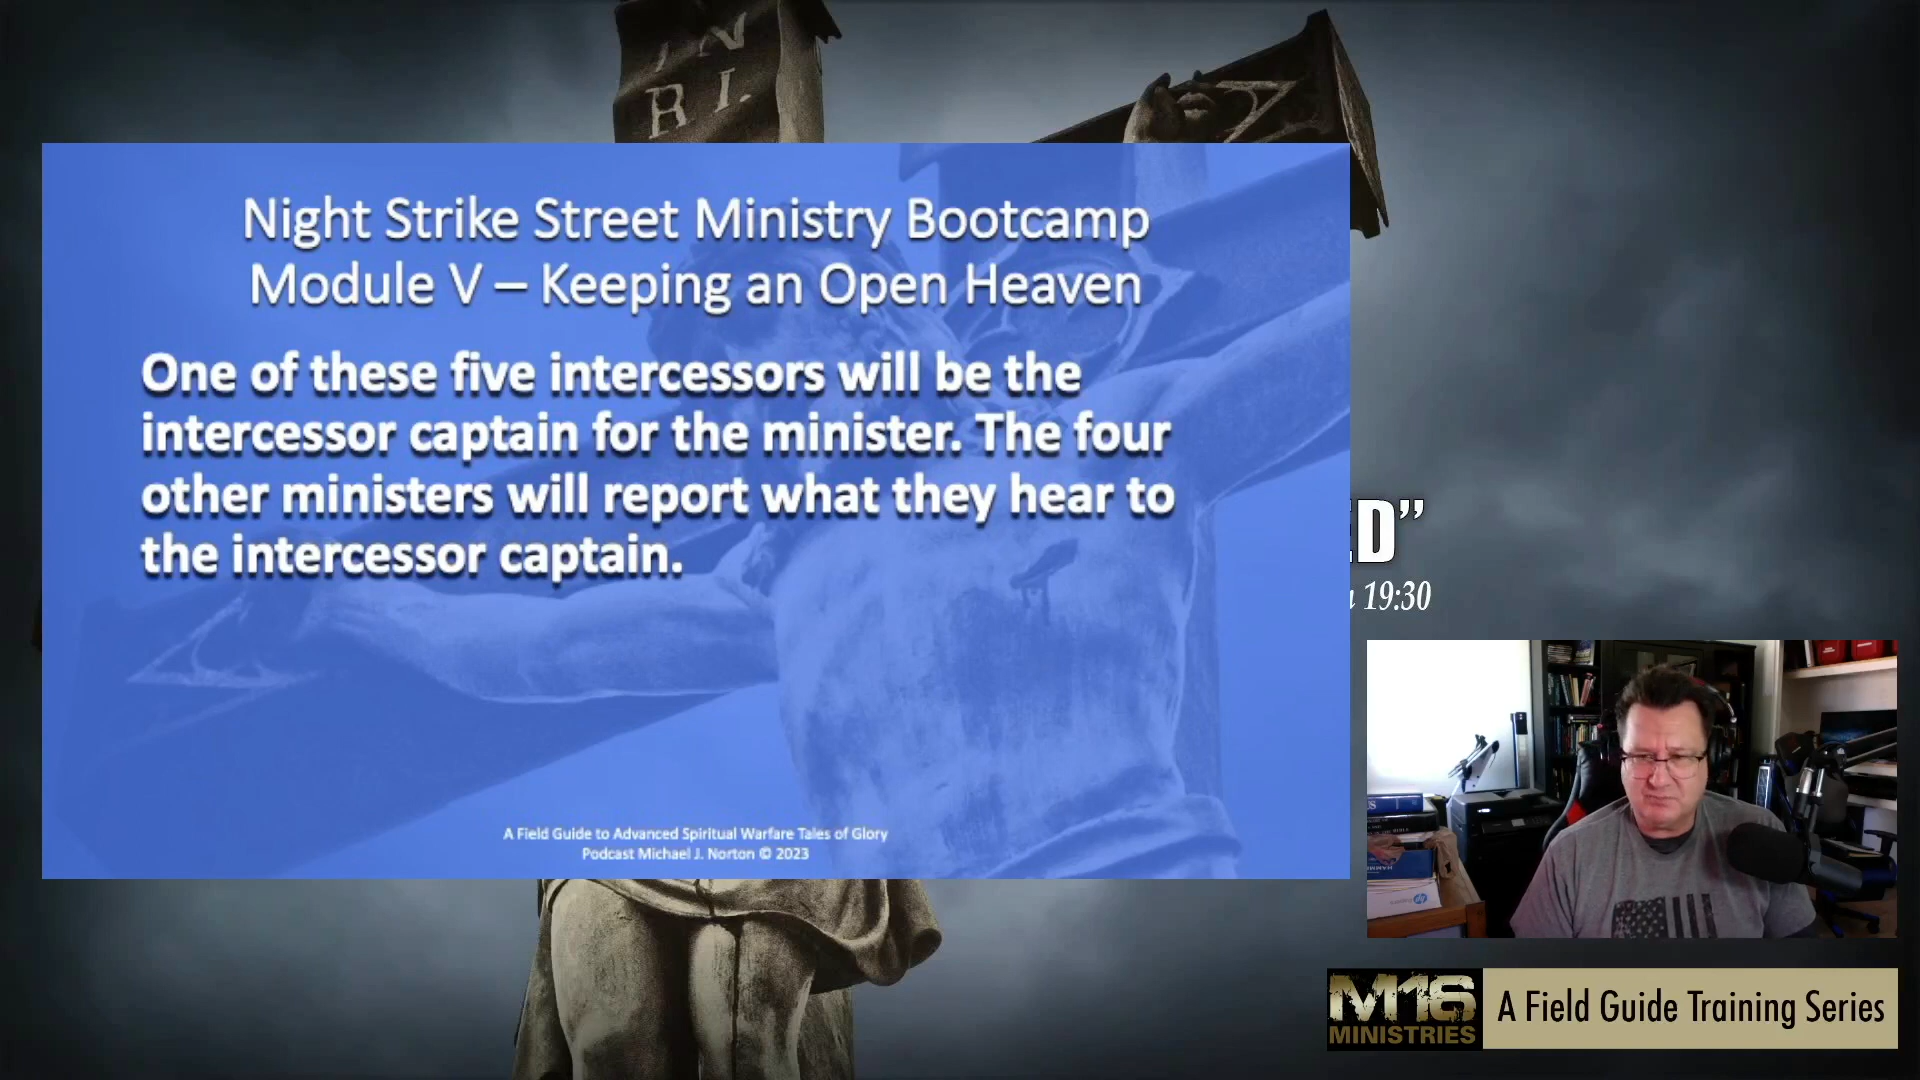 IN
R I.
Night Strike Street Ministry Bootcamp
Module V – Keeping an Open Heaven
One of these five intercessors will be the
intercessor captain for the minister. The four
other ministers will report what they hear to
the intercessor captain.
A Field Guide to Advanced Spiritual Warfare Tales of Glory
Podcast Michael J. Norton © 2023
ED”
19:30
M16
MINISTRIES
A Field Guide Training Series